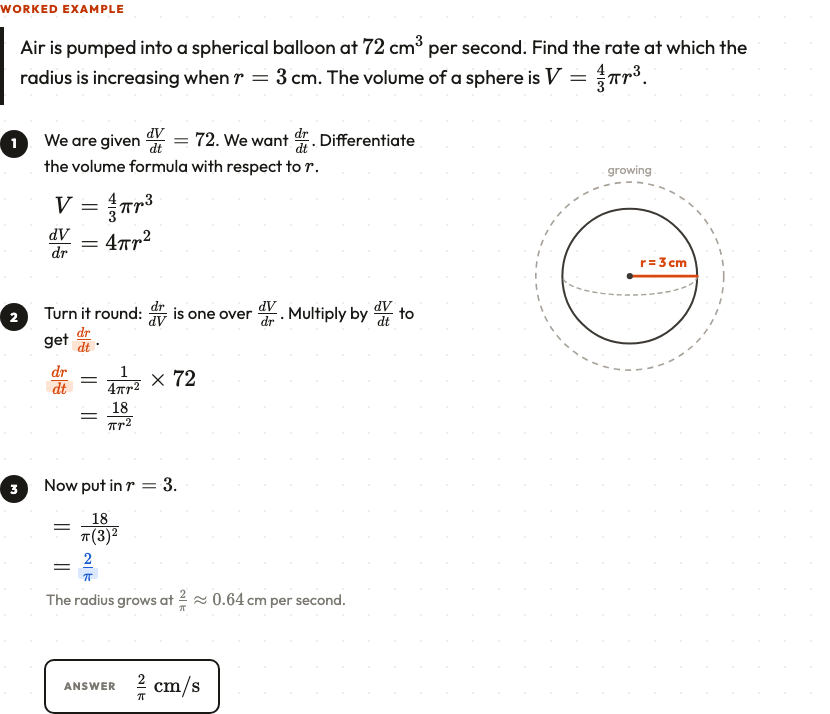 WORKED EXAMPLE
Air is pumped into a spherical balloon at 72 cm³ per second. Find the rate at which the
radius is increasing when r = 3 cm. The volume of a sphere is V = 4/3 πr³.
1
We are given dV/dt = 72. We want dr/dt. Differentiate
the volume formula with respect to r.
V = 4/3 πr³
dV/dr = 4πr²
growing
r = 3 cm
2
Turn it round: dr/dV is one over dV/dr. Multiply by dV/dt to
get dr/dt.
dr/dt = 1/(4πr²) × 72
= 18/(πr²)
3
Now put in r = 3.
= 18/(π(3)²)
= 2/π
The radius grows at 2/π ≈ 0.64 cm per second.
ANSWER 2/π cm/s